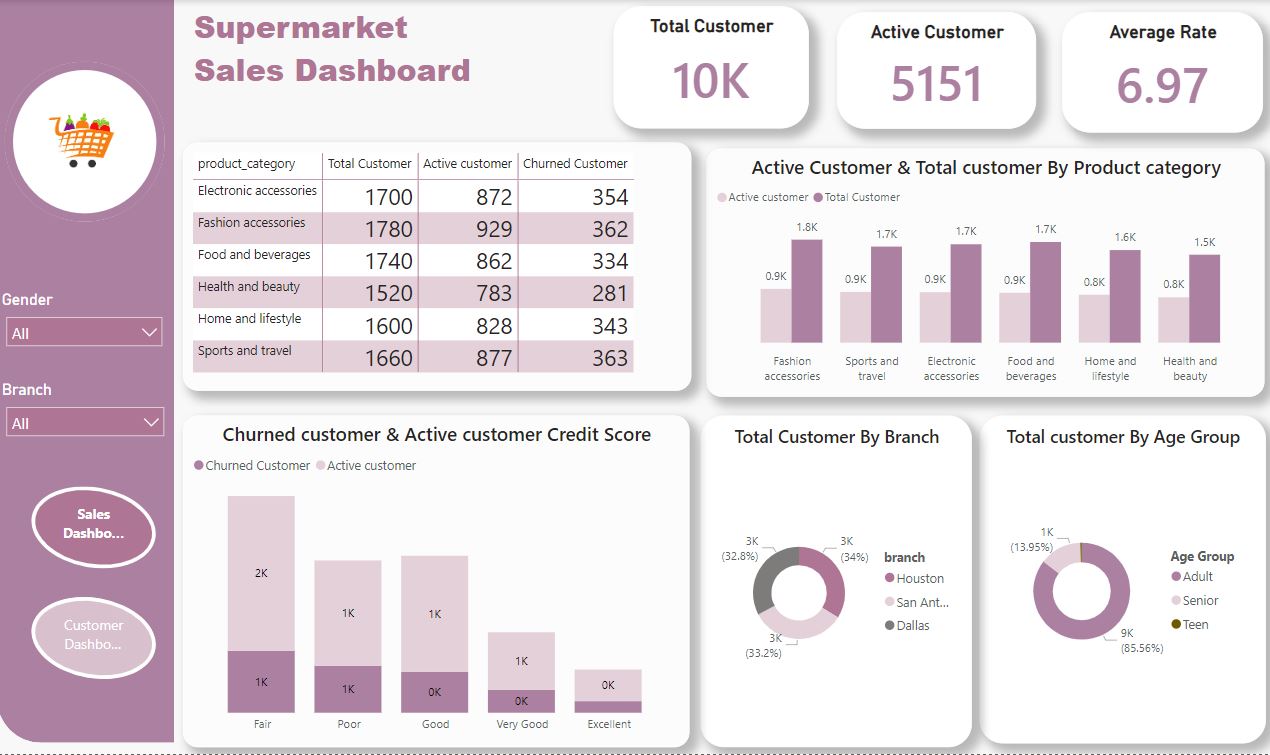 Supermarket
Sales Dashboard
Total Customer
10K
Active Customer
5151
Average Rate
6.97
Gender
All
Branch
All
Sales
Dashbo...
Customer
Dashbo...
product_category Total Customer Active customer Churned Customer
Electronic accessories 1700 872 354
Fashion accessories 1780 929 362
Food and beverages 1740 862 334
Health and beauty 1520 783 281
Home and lifestyle 1600 828 343
Sports and travel 1660 877 363
Active Customer & Total customer By Product category
Active customer Total Customer
0.9K 1.8K 0.9K 1.7K 0.9K 1.7K 0.9K 1.7K 0.8K 1.6K 0.8K 1.5K
Fashion Sports and Electronic Food and Home and Health and
accessories travel accessories beverages lifestyle beauty
Churned customer & Active customer Credit Score
Churned Customer Active customer
2K 1K 1K 1K 0K
1K 1K 0K 0K
Fair Poor Good Very Good Excellent
Total Customer By Branch
3K
(32.8%)
3K
(34%)
3K
(33.2%)
branch
Houston
San Ant...
Dallas
Total customer By Age Group
1K
(13.95%)
9K
(85.56%)
Age Group
Adult
Senior
Teen